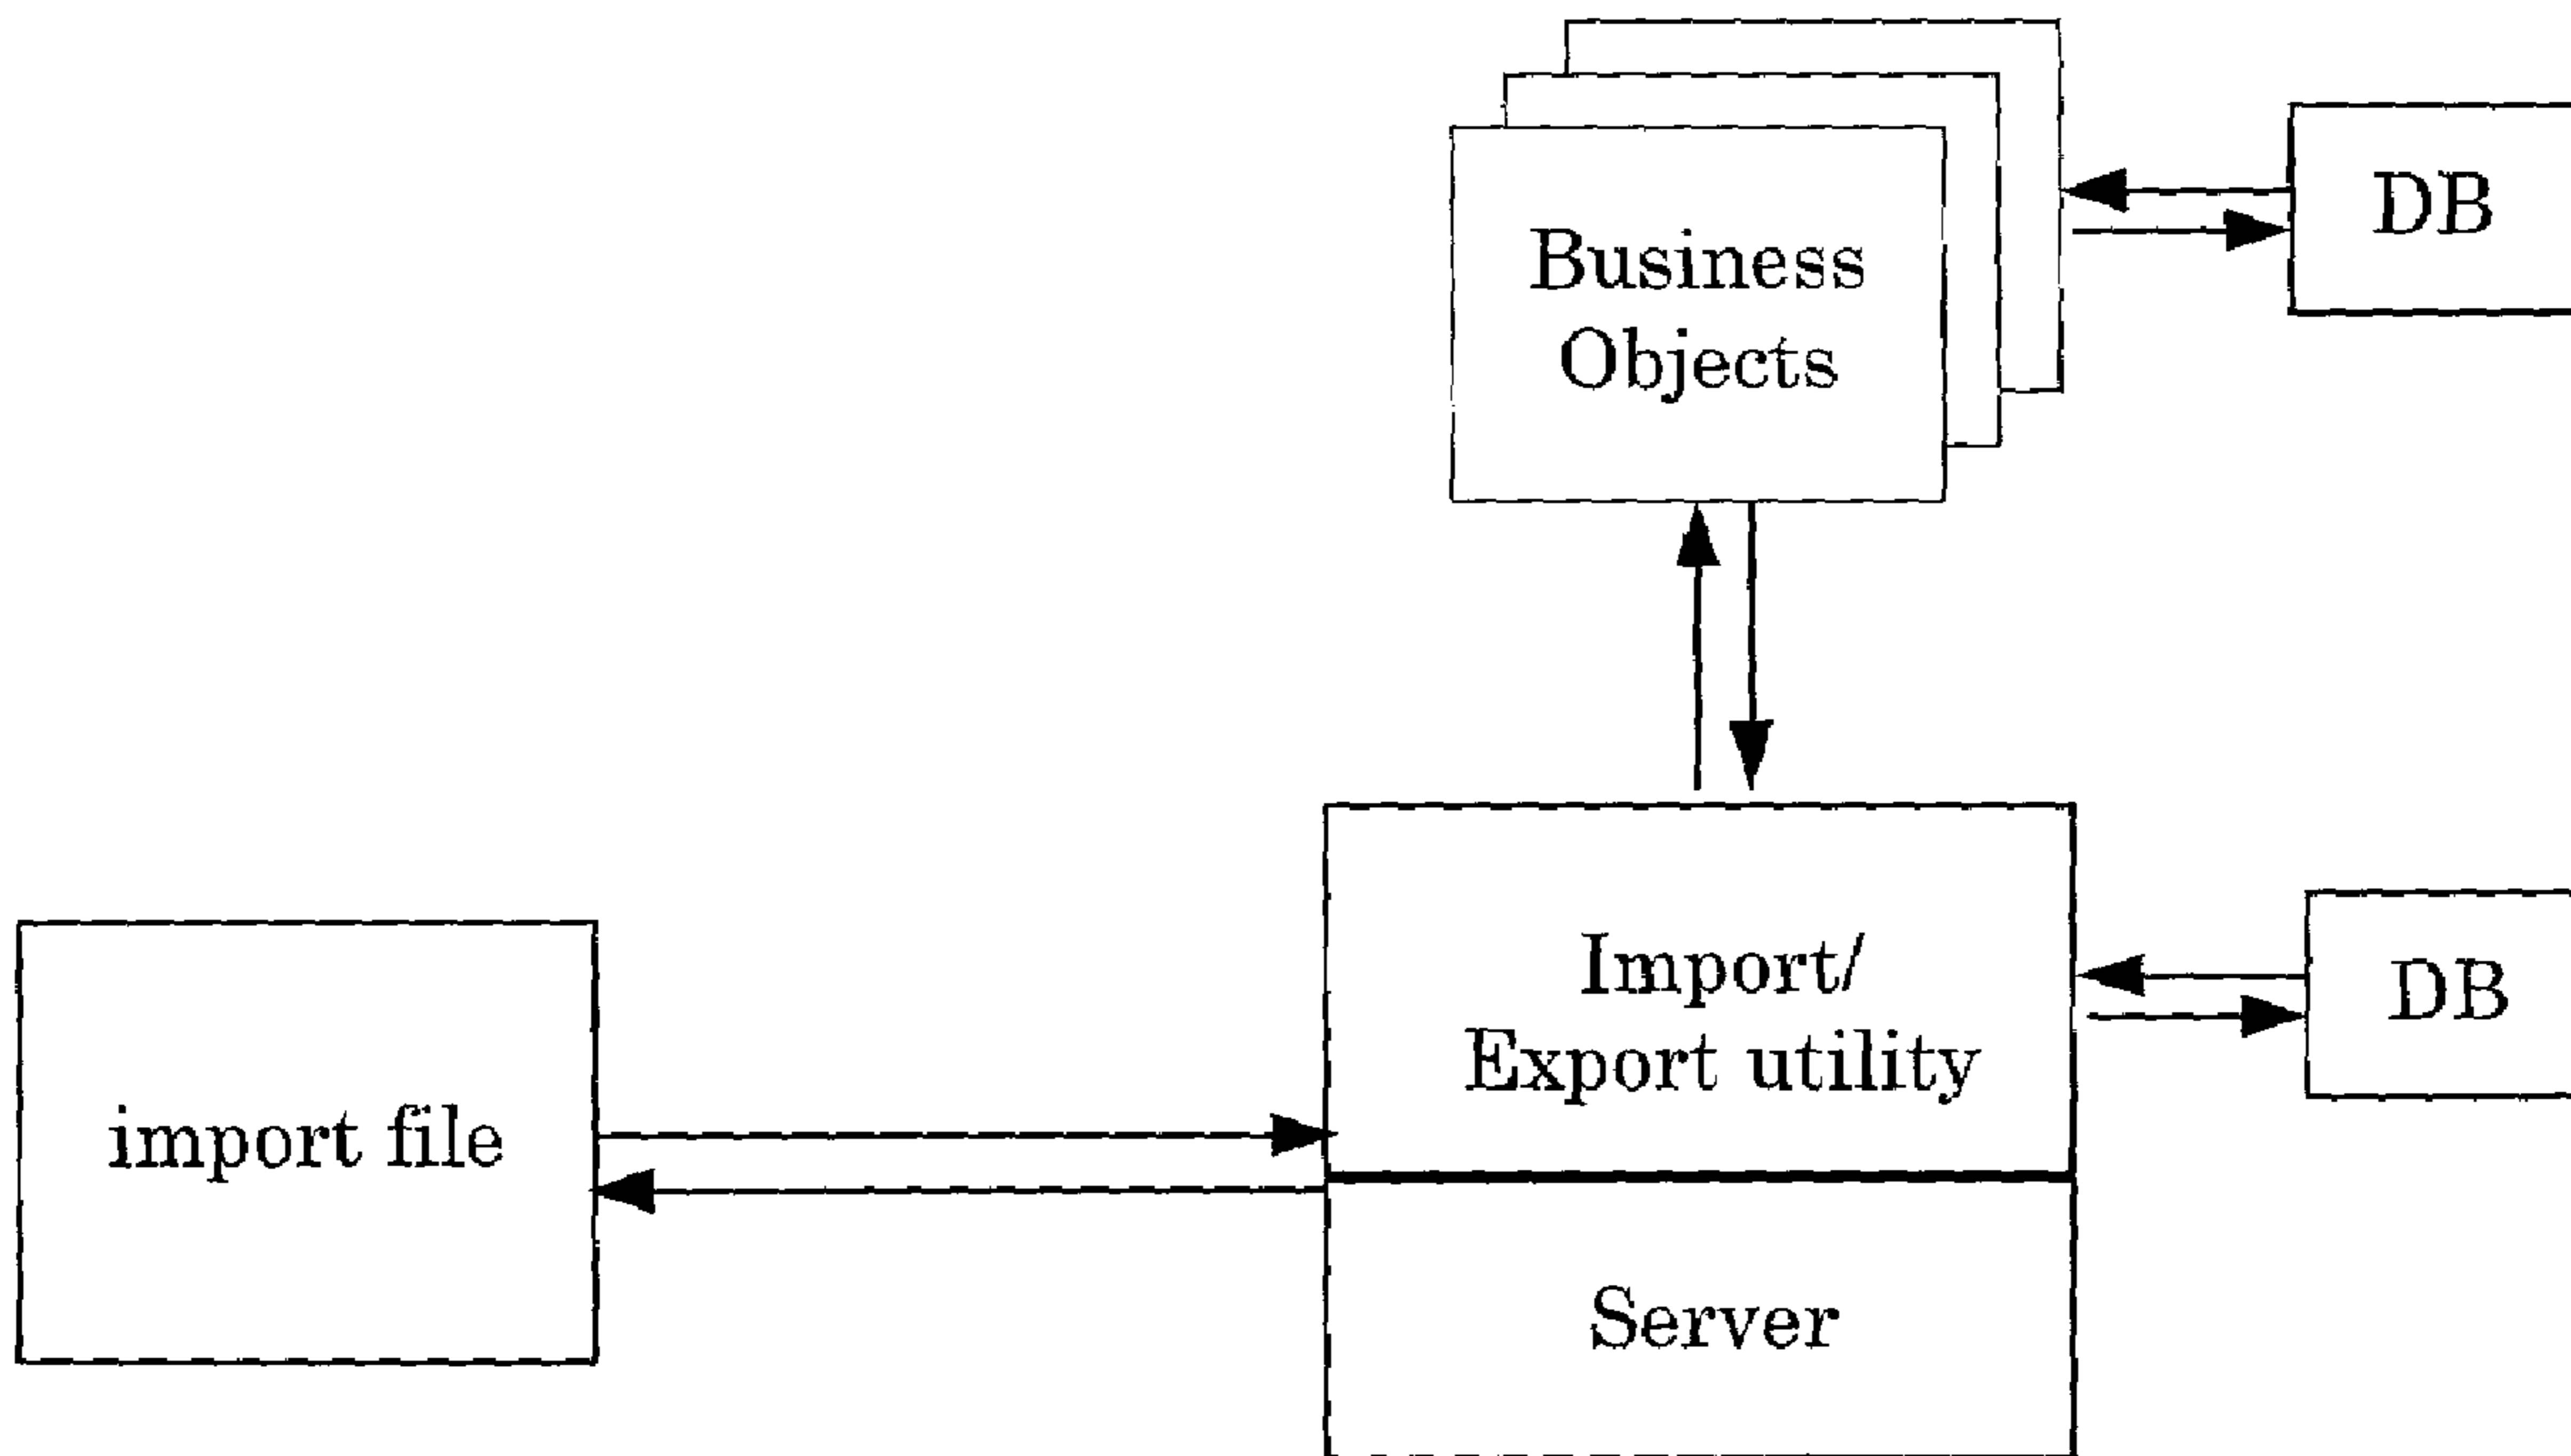 DB
Business
Objects
Import/
Export utility
DB
import file
Server